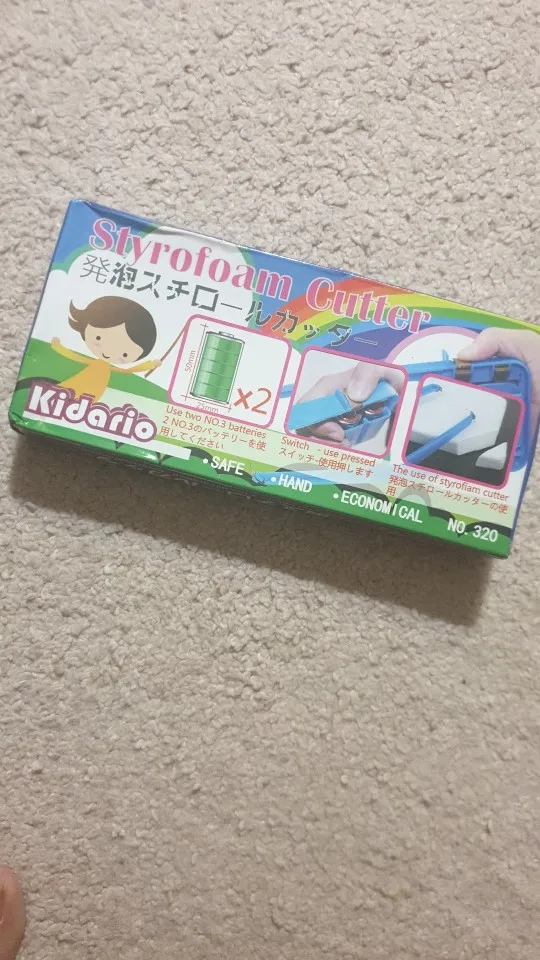 Styrofoam Cutter
発泡スチロールカッター
50mm
25mm
x2
Kidario
Use two NO.3 batteries
2 NO.3のバッテリーを使
用してください
Switch - use pressed
スイッチ-使用押します
The use of styrofiam cutter
発泡スチロールカッターの使
用
• SAFE
• HAND
• ECONOMICAL
NO. 320